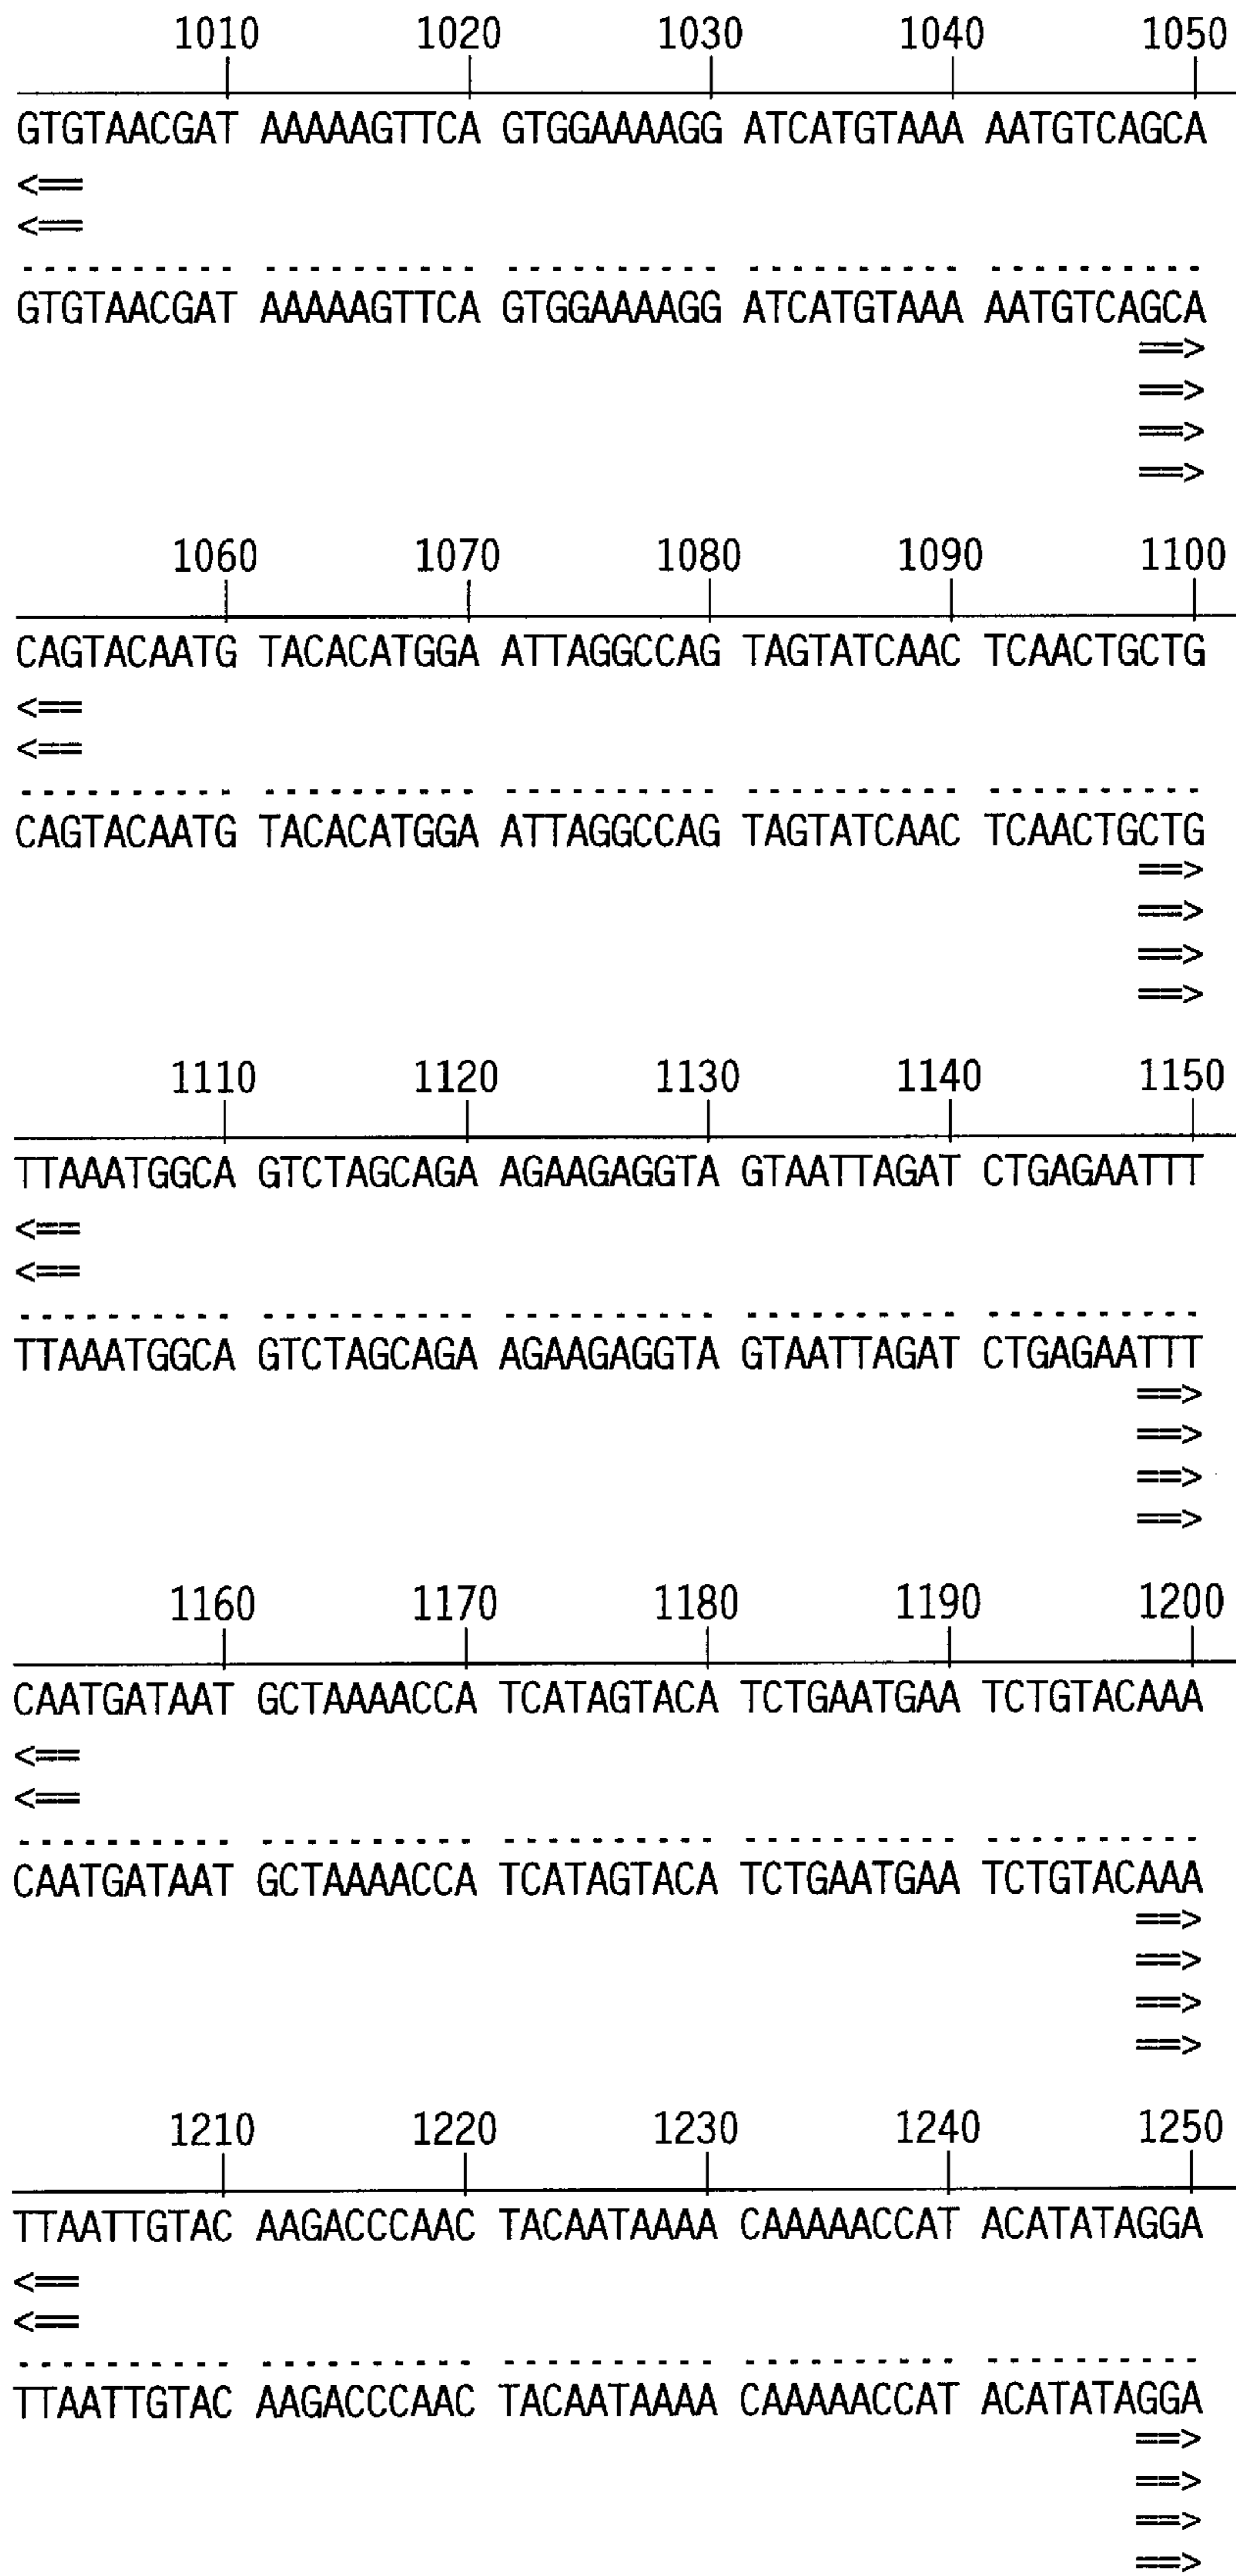 1010 1020 1030 1040 1050
GTGTAACGAT AAAAAGTTCA GTGGAAAAGG ATCATGTAAA AATGTCAGCA
<==
<==
---------- ---------- ---------- ---------- ----------
GTGTAACGAT AAAAAGTTCA GTGGAAAAGG ATCATGTAAA AATGTCAGCA
==>
==>
==>
==>
1060 1070 1080 1090 1100
CAGTACAATG TACACATGGA ATTAGGCCAG TAGTATCAAC TCAACTGCTG
<==
<==
---------- ---------- ---------- ---------- ----------
CAGTACAATG TACACATGGA ATTAGGCCAG TAGTATCAAC TCAACTGCTG
==>
==>
==>
==>
1110 1120 1130 1140 1150
TTAAATGGCA GTCTAGCAGA AGAAGAGGTA GTAATTAGAT CTGAGAATTT
<==
<==
---------- ---------- ---------- ---------- ----------
TTAAATGGCA GTCTAGCAGA AGAAGAGGTA GTAATTAGAT CTGAGAATTT
==>
==>
==>
==>
1160 1170 1180 1190 1200
CAATGATAAT GCTAAAACCA TCATAGTACA TCTGAATGAA TCTGTACAAA
<==
<==
---------- ---------- ---------- ---------- ----------
CAATGATAAT GCTAAAACCA TCATAGTACA TCTGAATGAA TCTGTACAAA
==>
==>
==>
==>
1210 1220 1230 1240 1250
TTAATTGTAC AAGACCCAAC TACAATAAAA CAAAAACCAT ACATATAGGA
<==
<==
---------- ---------- ---------- ---------- ----------
TTAATTGTAC AAGACCCAAC TACAATAAAA CAAAAACCAT ACATATAGGA
==>
==>
==>
==>